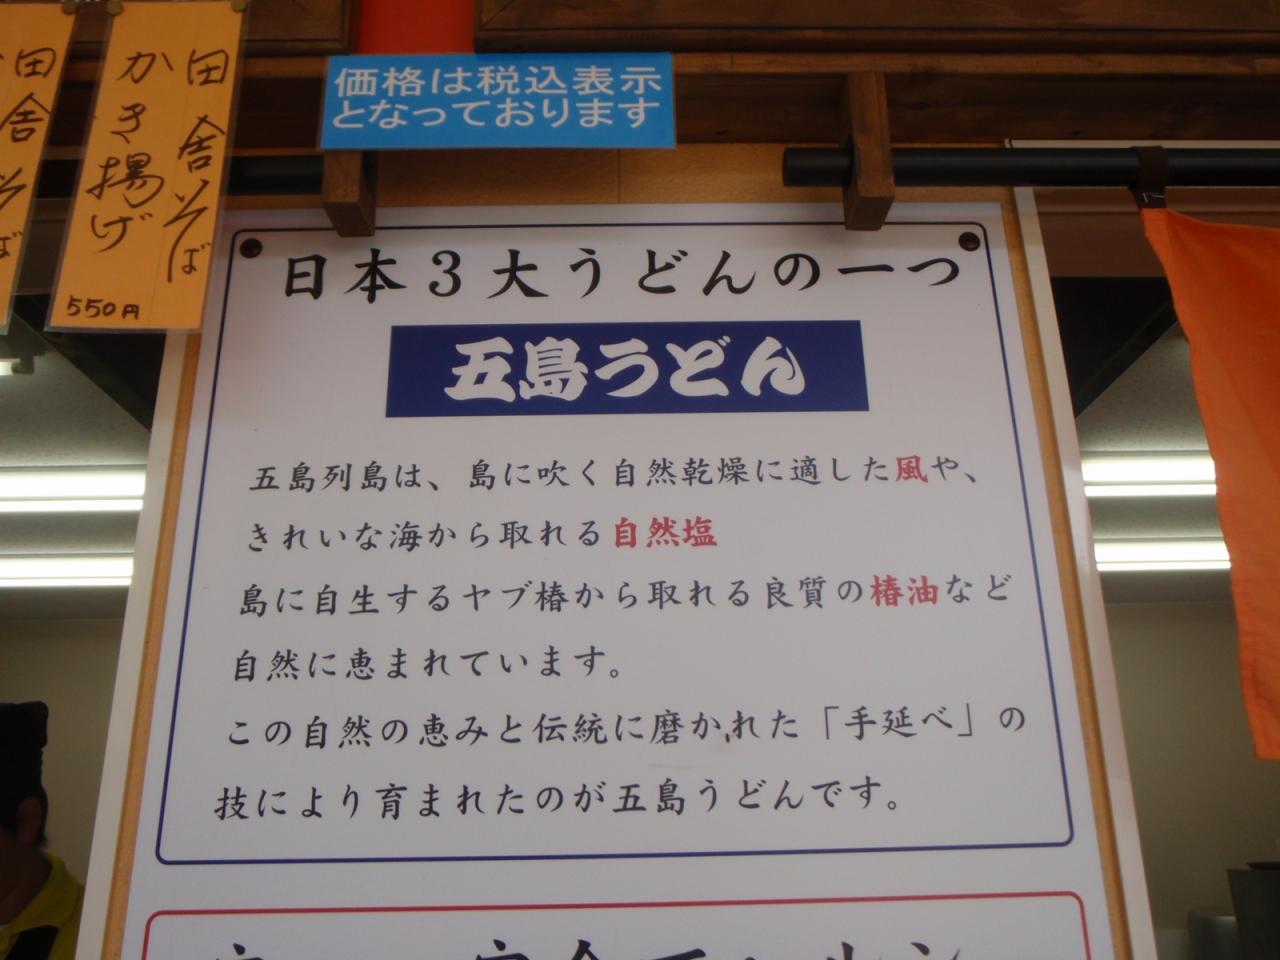 田舎そば
田舎そば
かき揚げ
550円
価格は税込表示
となっております
日本3大うどんの一つ
五島うどん
五島列島は、島に吹く自然乾燥に適した風や、
きれいな海から取れる自然塩
島に自生するヤブ椿から取れる良質の椿油など
自然に恵まれています。
この自然の恵みと伝統に磨かれた「手延べ」の
技により育まれたのが五島うどんです。